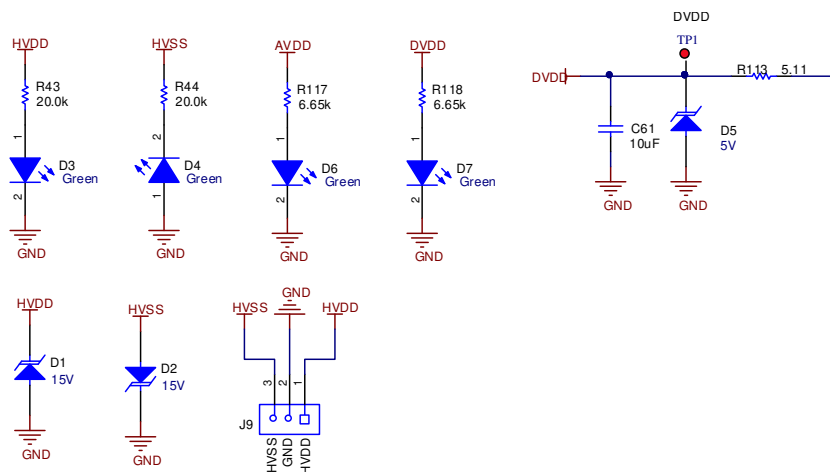 DVDD
HVDD
HVSS
AVDD
DVDD
TP1
DVDD
R113 5.11
R43
20.0k
R44
20.0k
R117
6.65k
R118
6.65k
C61
10uF
D5
5V
1
2
1
1
D3
Green
D4
Green
D6
Green
D7
Green
2
1
2
2
GND
GND
GND
GND
GND
GND
HVDD
HVSS
HVSS
GND
HVDD
D1
15V
D2
15V
3
2
1
J9
HVSS
GND
HVDD
GND
GND